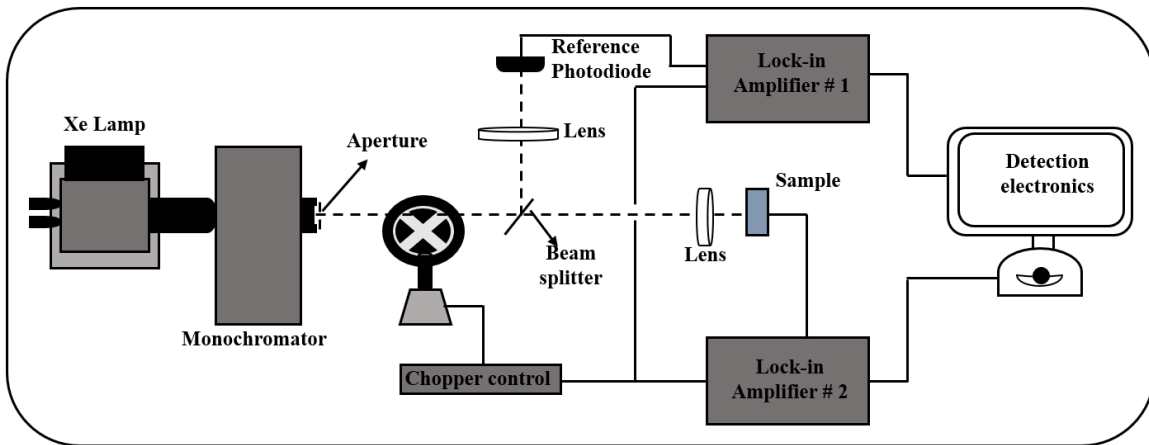 Xe Lamp
Monochromator
Aperture
Reference
Photodiode
Lens
Beam
splitter
Chopper control
Lens
Sample
Lock-in
Amplifier # 1
Lock-in
Amplifier # 2
Detection
electronics